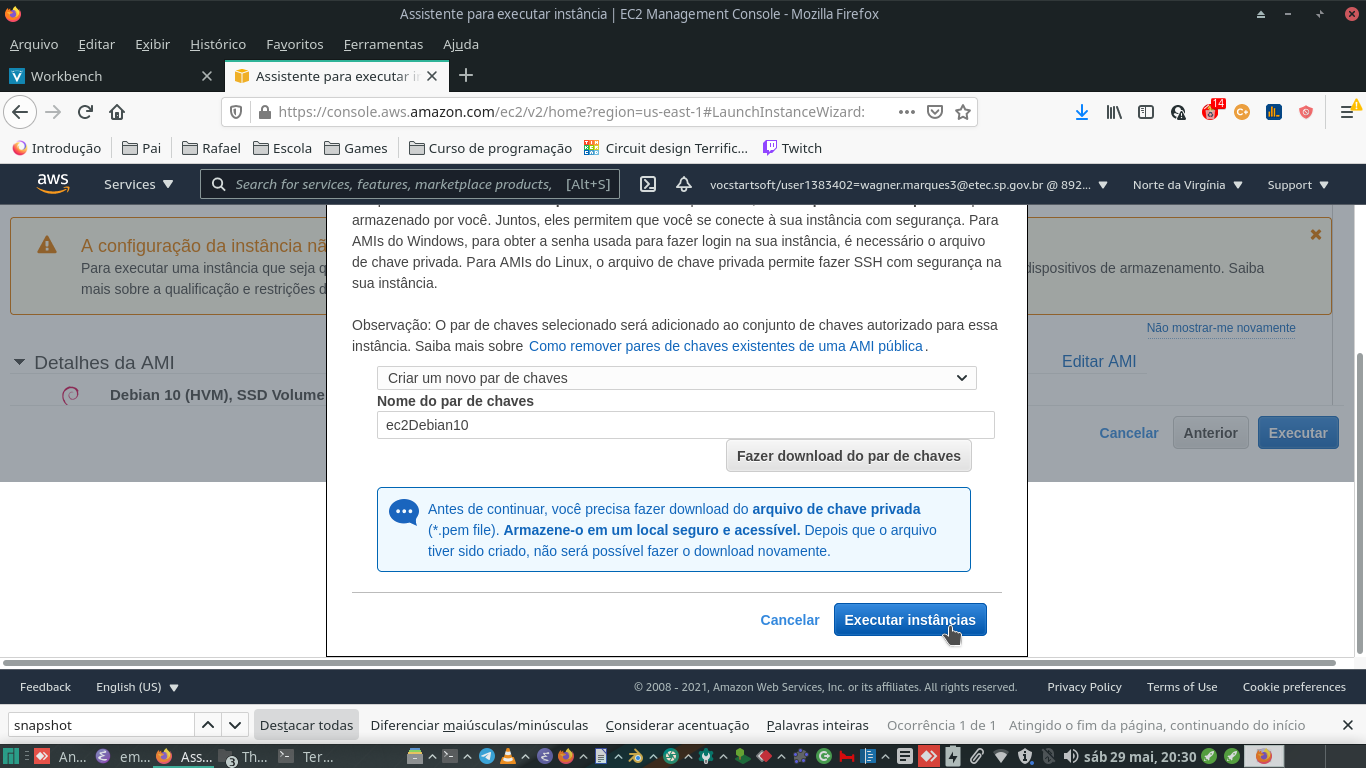 Assistente para executar instância | EC2 Management Console - Mozilla Firefox
Arquivo Editar Exibir Histórico Favoritos Ferramentas Ajuda
Workbench
Assistente para executar i
https://console.aws.amazon.com/ec2/v2/home?region=us-east-1#LaunchInstanceWizard:
14
Introdução Pai Rafael Escola Games Curso de programação Circuit design Terrific... Twitch
aws Services Search for services, features, marketplace products, [Alt+S] vocstartsoft/user1383402=wagner.marques3@etec.sp.gov.br @ 892... Norte da Virgínia Support
A configuração da instância nã
Para executar uma instância que seja q
mais sobre a qualificação e restrições d
dispositivos de armazenamento. Saiba
Não mostrar-me novamente
Detalhes da AMI
Editar AMI
Debian 10 (HVM), SSD Volume
Cancelar Anterior Executar
armazenado por você. Juntos, eles permitem que você se conecte à sua instância com segurança. Para
AMIs do Windows, para obter a senha usada para fazer login na sua instância, é necessário o arquivo
de chave privada. Para AMIs do Linux, o arquivo de chave privada permite fazer SSH com segurança na
sua instância.
Observação: O par de chaves selecionado será adicionado ao conjunto de chaves autorizado para essa
instância. Saiba mais sobre Como remover pares de chaves existentes de uma AMI pública.
Criar um novo par de chaves
Nome do par de chaves
ec2Debian10
Fazer download do par de chaves
Antes de continuar, você precisa fazer download do arquivo de chave privada
(*.pem file). Armazene-o em um local seguro e acessível. Depois que o arquivo
tiver sido criado, não será possível fazer o download novamente.
Cancelar Executar instâncias
Feedback English (US) © 2008 - 2021, Amazon Web Services, Inc. or its affiliates. All rights reserved. Privacy Policy Terms of Use Cookie preferences
snapshot Destacar todas Diferenciar maiúsculas/minúsculas Considerar acentuação Palavras inteiras Ocorrência 1 de 1 Atingido o fim da página, continuando do início
An... em... Ass... 3 Th... Ter... sáb 29 mai, 20:30